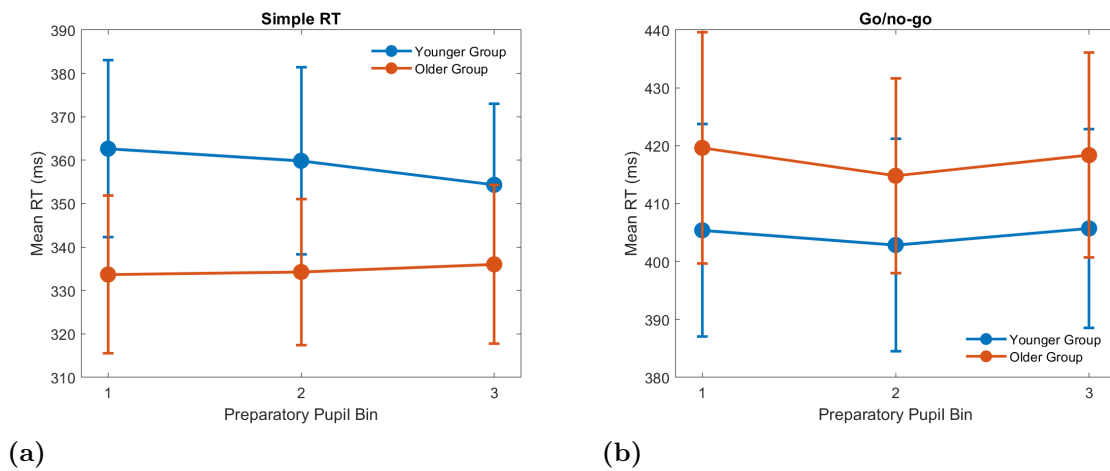 Simple RT
390
380
370
360
350
340
330
320
310
Mean RT (ms)
Younger Group
Older Group
1 2 3
Preparatory Pupil Bin
(a)
Go/no-go
440
430
420
410
400
390
380
Mean RT (ms)
Younger Group
Older Group
1 2 3
Preparatory Pupil Bin
(b)